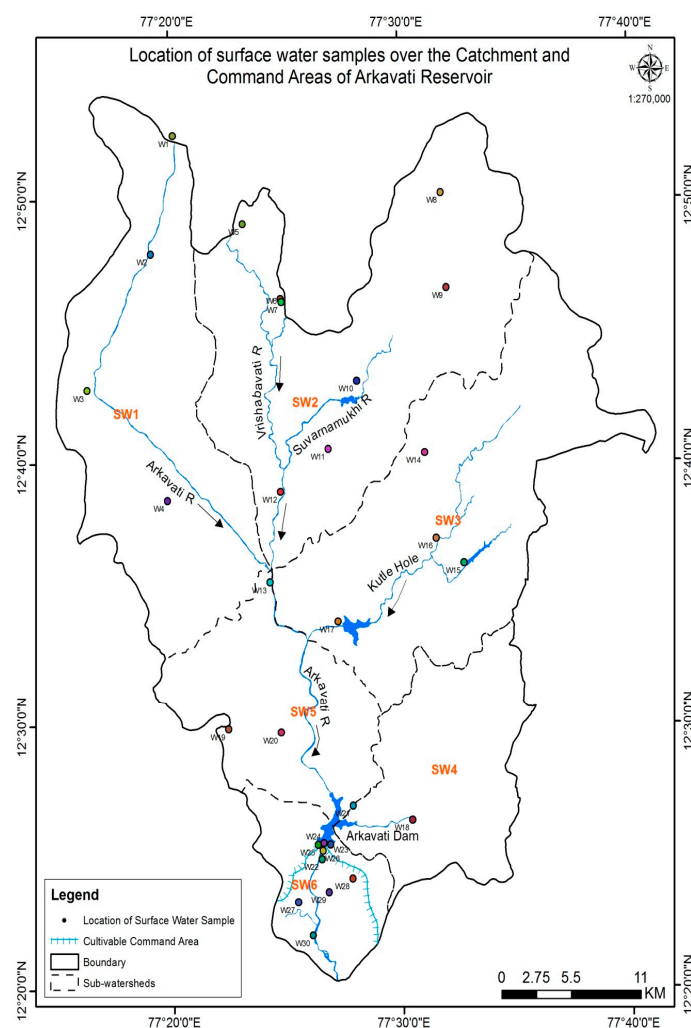 77°20'0"E 77°30'0"E 77°40'0"E
Location of surface water samples over the Catchment and
Command Areas of Arkavati Reservoir
N
W E
S
1:270,000
12°50'0"N 12°50'0"N
W1
W8
W5
W2
W9
W6
W7
W10
W3
SW1
SW2
Vrishabavati R
Suvarnamukhi R
W11
W14
12°40'0"N 12°40'0"N
Arkavati R
W12
W4
SW3
W16
W15
Kutle Hole
W13
W17
Arkavati R
SW5
12°30'0"N 12°30'0"N
W19
W20
SW4
W21
W18
Arkavati Dam
W24
W23
W25
W26
W22
SW6
W28
W29
W27
W30
Legend
Location of Surface Water Sample
Cultivable Command Area
Boundary
Sub-watersheds
0 2.75 5.5 11
KM
12°20'0"N 12°20'0"N
77°20'0"E 77°30'0"E 77°40'0"E